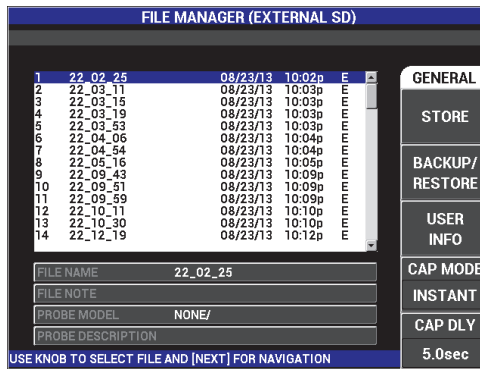 FILE MANAGER (EXTERNAL SD)
1 22_02_25 08/23/13 10:02p E
2 22_03_11 08/23/13 10:03p E
3 22_03_15 08/23/13 10:03p E
4 22_03_19 08/23/13 10:03p E
5 22_03_53 08/23/13 10:03p E
6 22_04_06 08/23/13 10:04p E
7 22_04_54 08/23/13 10:04p E
8 22_05_16 08/23/13 10:05p E
9 22_09_43 08/23/13 10:09p E
10 22_09_51 08/23/13 10:09p E
11 22_09_59 08/23/13 10:09p E
12 22_10_11 08/23/13 10:10p E
13 22_10_30 08/23/13 10:10p E
14 22_12_19 08/23/13 10:12p E
FILE NAME 22_02_25
FILE NOTE
PROBE MODEL NONE/
PROBE DESCRIPTION
USE KNOB TO SELECT FILE AND [NEXT] FOR NAVIGATION
GENERAL
STORE
BACKUP/
RESTORE
USER
INFO
CAP MODE
INSTANT
CAP DLY
5.0sec